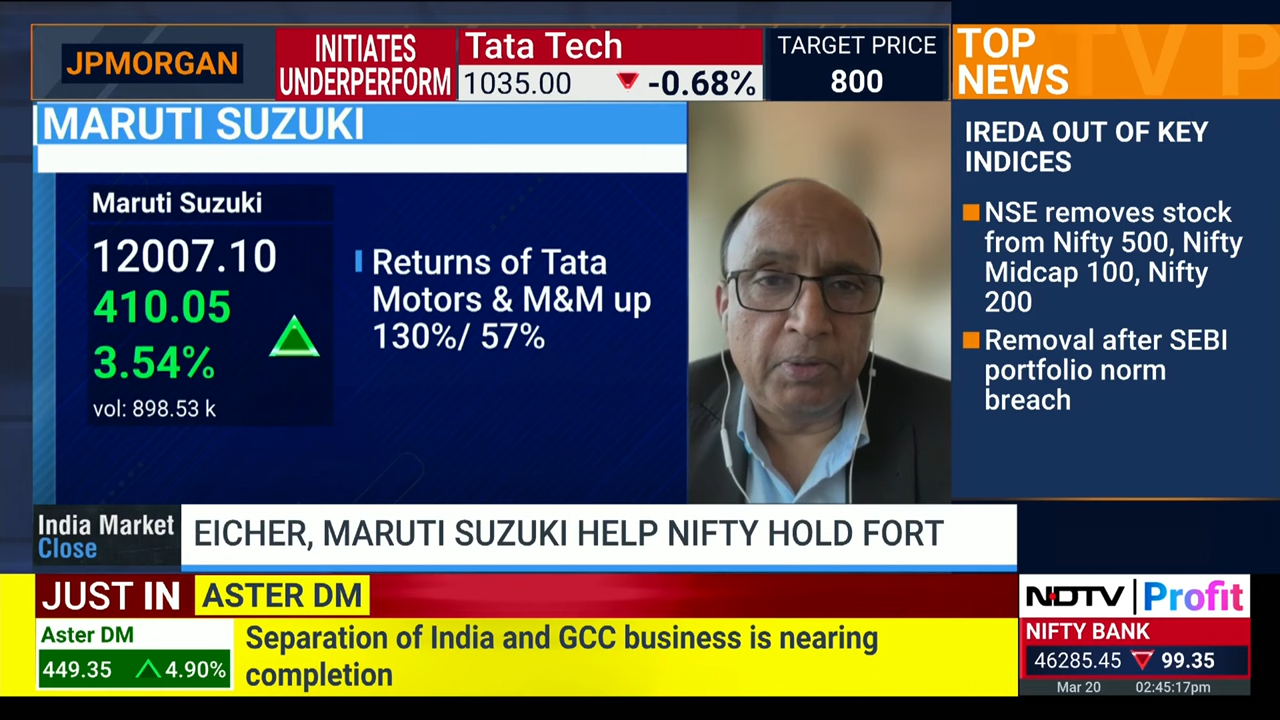 JPMORGAN
INITIATES
UNDERPERFORM
Tata Tech
1035.00 -0.68%
TARGET PRICE
800
TOP
NEWS
MARUTI SUZUKI
Maruti Suzuki
12007.10
410.05
3.54%
vol: 898.53 k
Returns of Tata
Motors & M&M up
130%/ 57%
IREDA OUT OF KEY
INDICES
NSE removes stock
from Nifty 500, Nifty
Midcap 100, Nifty
200
Removal after SEBI
portfolio norm
breach
India Market
Close
EICHER, MARUTI SUZUKI HELP NIFTY HOLD FORT
JUST IN ASTER DM
Aster DM
449.35 4.90%
Separation of India and GCC business is nearing
completion
NDTV Profit
NIFTY BANK
46285.45 99.35
Mar 20 02:45:17pm